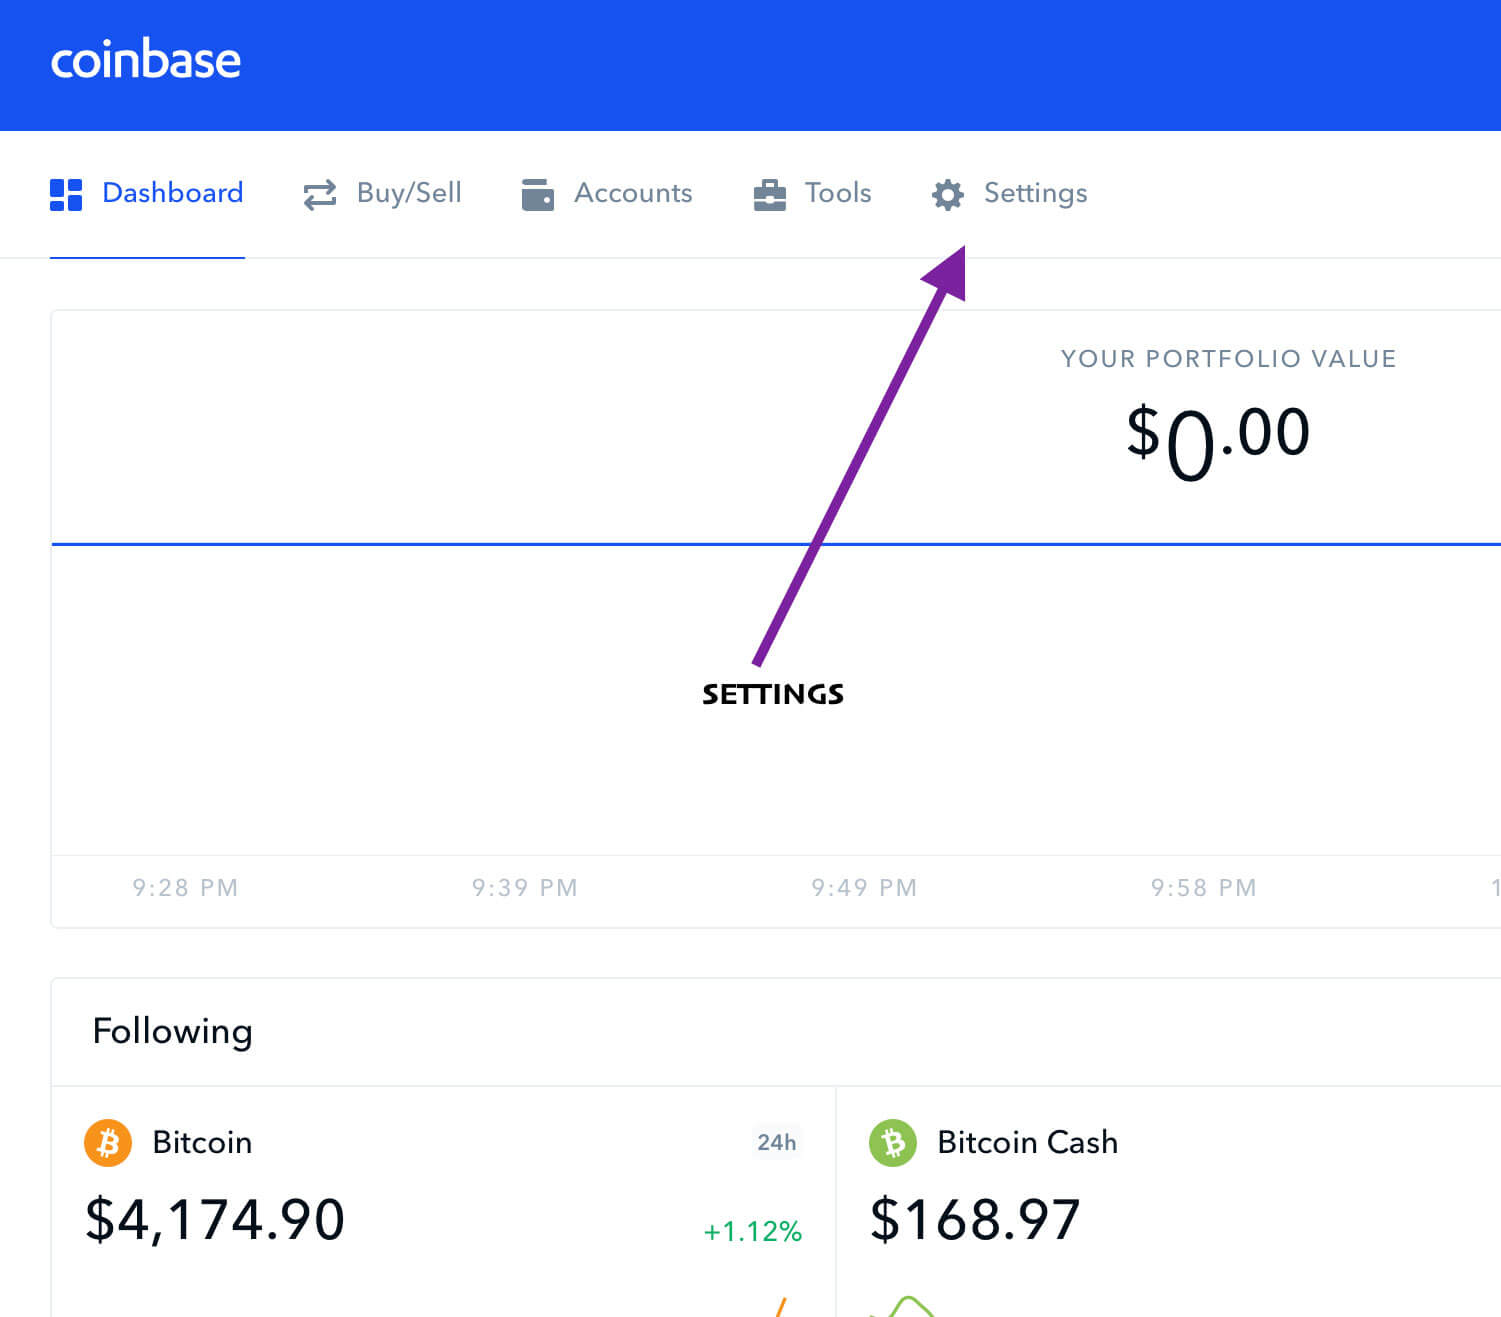 coinbase
Dashboard Buy/Sell Accounts Tools Settings
YOUR PORTFOLIO VALUE
$0.00
SETTINGS
9:28 PM 9:39 PM 9:49 PM 9:58 PM
Following
Bitcoin 24h Bitcoin Cash
$4,174.90 +1.12% $168.97